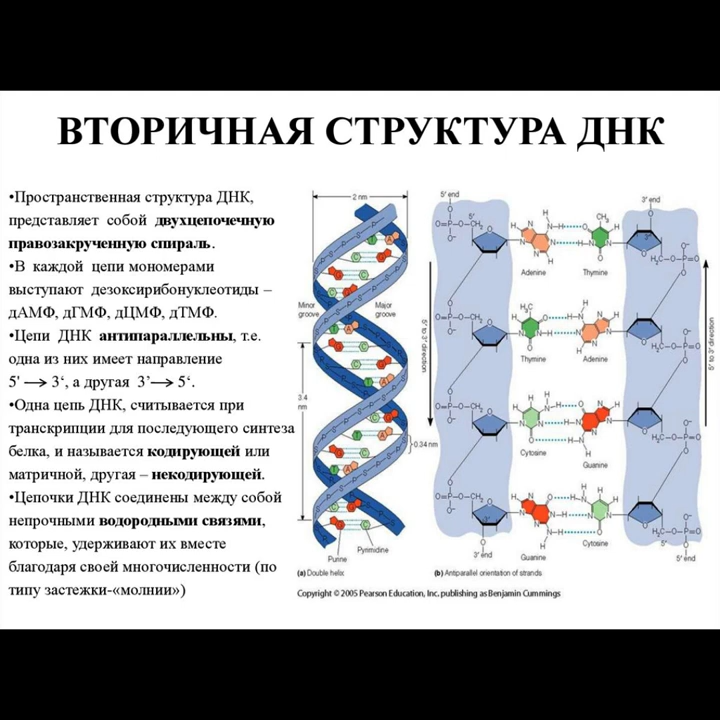 ВТОРИЧНАЯ СТРУКТУРА ДНК
•Пространственная структура ДНК,
представляет собой двухцепочечную
правозакрученную спираль.
•В каждой цепи мономерами
выступают дезоксирибонуклеотиды –
дАМФ, дГМФ, дЦМФ, дТМФ.
•Цепи ДНК антипараллельны, т.е.
одна из них имеет направление
5' → 3‘, а другая 3’→ 5‘.
•Одна цепь ДНК, считывается при
транскрипции для последующего синтеза
белка, и называется кодирующей или
матричной, другая – некодирующей.
•Цепочки ДНК соединены между собой
непрочными водородными связями,
которые, удерживают их вместе
благодаря своей многочисленности (по
типу застежки-«молнии»)
2 nm
Minor
groove
Major
groove
3.4
nm
0.34 nm
Purine
Pyrimidine
(a) Double helix
5′ end
3′ end
5′
Adenine
Thymine
5′ to 3′ direction
5′ to 3′ direction
Thymine
Adenine
Cytosine
Guanine
Guanine
Cytosine
3′
5′
3′ end
5′ end
(b) Antiparallel orientation of strands
Copyright © 2005 Pearson Education, Inc. publishing as Benjamin Cummings